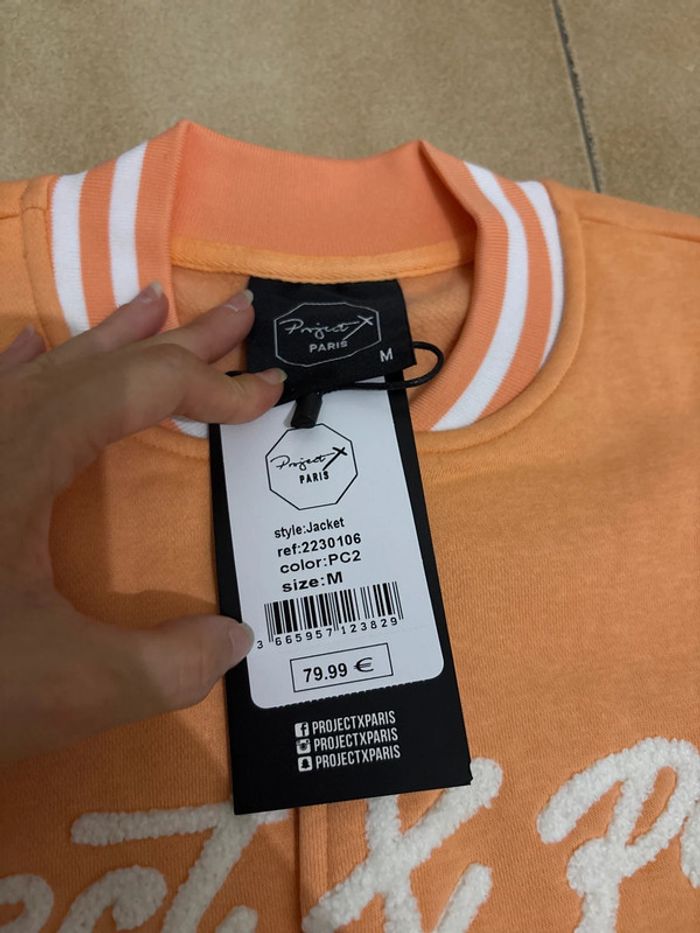 Project X
PARIS
M
Project X
PARIS
style:Jacket
ref:2230106
color:PC2
size:M
3 665957 123829
79.99 €
PROJECTXPARIS
PROJECTXPARIS
PROJECTXPARIS
ect X P